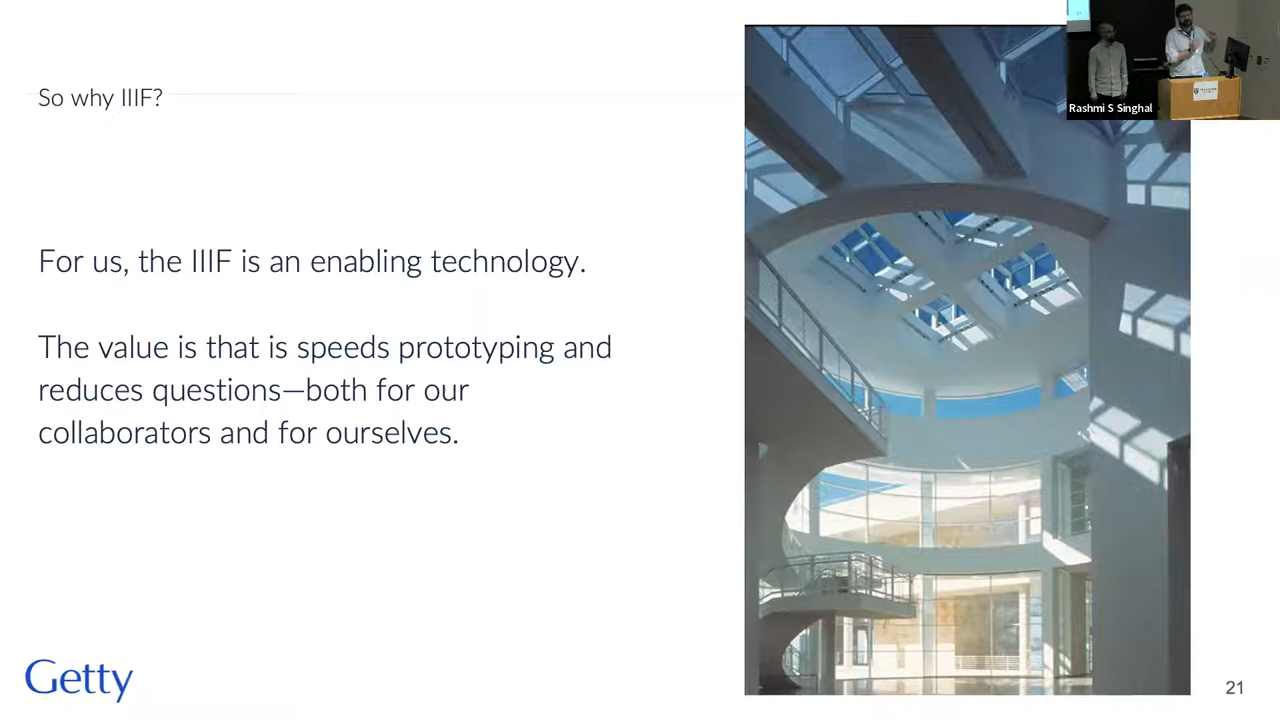 So why IIIF?
For us, the IIIF is an enabling technology.
The value is that is speeds prototyping and
reduces questions—both for our
collaborators and for ourselves.
Getty
21
Rashmi S Singhal